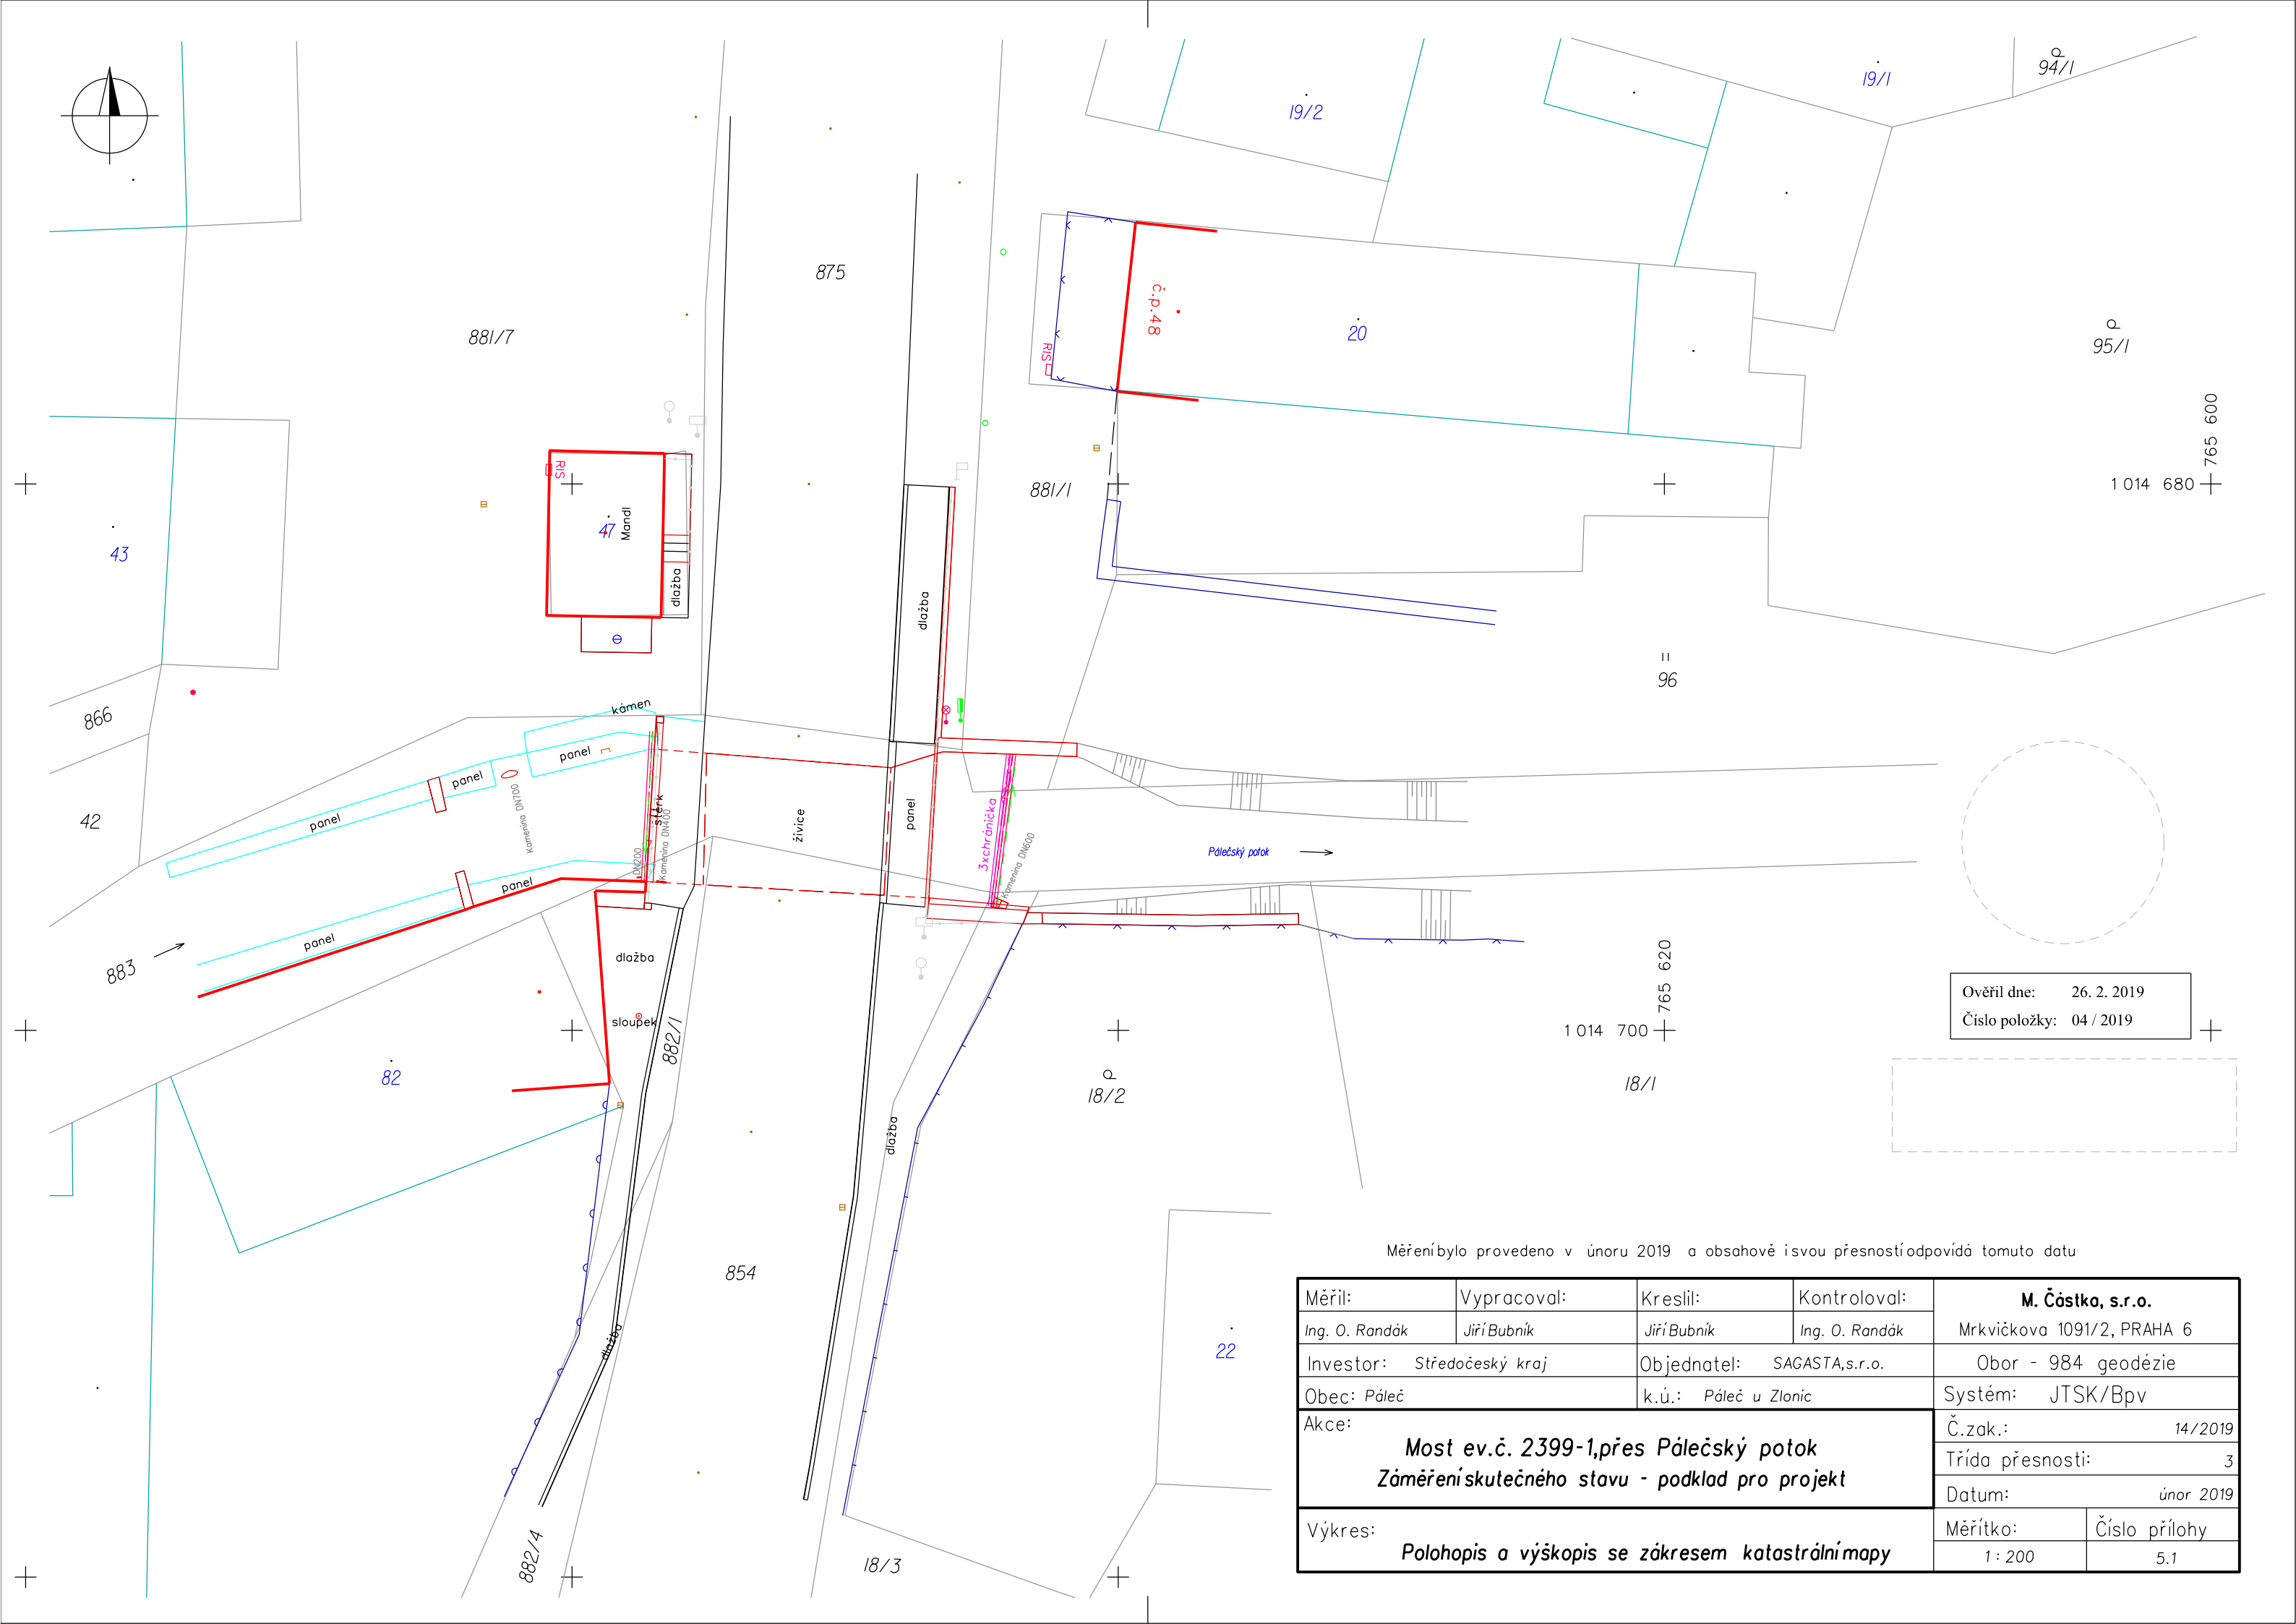 19/2
19/1
94/1
875
881/7
č.p.48
20
95/1
RIS
765 600
1 014 680
881/1
RIS
47
Mandl
43
dlažba
dlažba
96
866
kámen
panel
panel
panel
Kamenina DN700
štěrk
Kamenina DN400
DN200
živice
panel
3xchránička
Kamenina DN600
Pálečský potok
42
panel
panel
883
dlažba
sloupek
882/1
765 620
1 014 700
Ověřil dne: 26. 2. 2019
Číslo položky: 04 / 2019
82
18/2
18/1
dlažba
854
dlažba
22
882/4
18/3
Měření bylo provedeno v únoru 2019 a obsahově i svou přesností odpovídá tomuto datu
Měřil: Vypracoval: Kreslil: Kontroloval:
Ing. O. Randák Jiří Bubník Jiří Bubník Ing. O. Randák
M. Částka, s.r.o.
Mrkvičkova 1091/2, PRAHA 6
Investor: Středočeský kraj Objednatel: SAGASTA,s.r.o.
Obor - 984 geodézie
Obec: Páleč k.ú.: Páleč u Zlonic
Systém: JTSK/Bpv
Akce:
Most ev.č. 2399-1,přes Pálečský potok
Záměření skutečného stavu - podklad pro projekt
Č.zak.: 14/2019
Třída přesnosti: 3
Datum: únor 2019
Výkres:
Polohopis a výškopis se zákresem katastrální mapy
Měřítko: Číslo přílohy
1 : 200 5.1